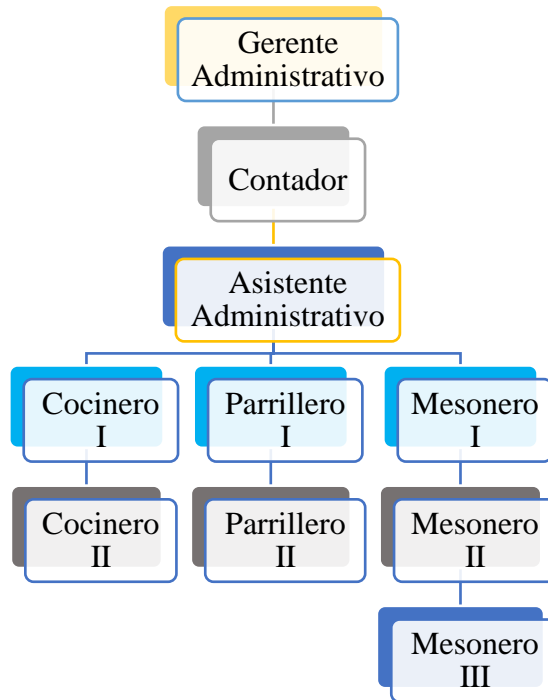 Gerente
Administrativo
Contador
Asistente
Administrativo
Cocinero
I
Parrillero
I
Mesonero
I
Cocinero
II
Parrillero
II
Mesonero
II
Mesonero
III